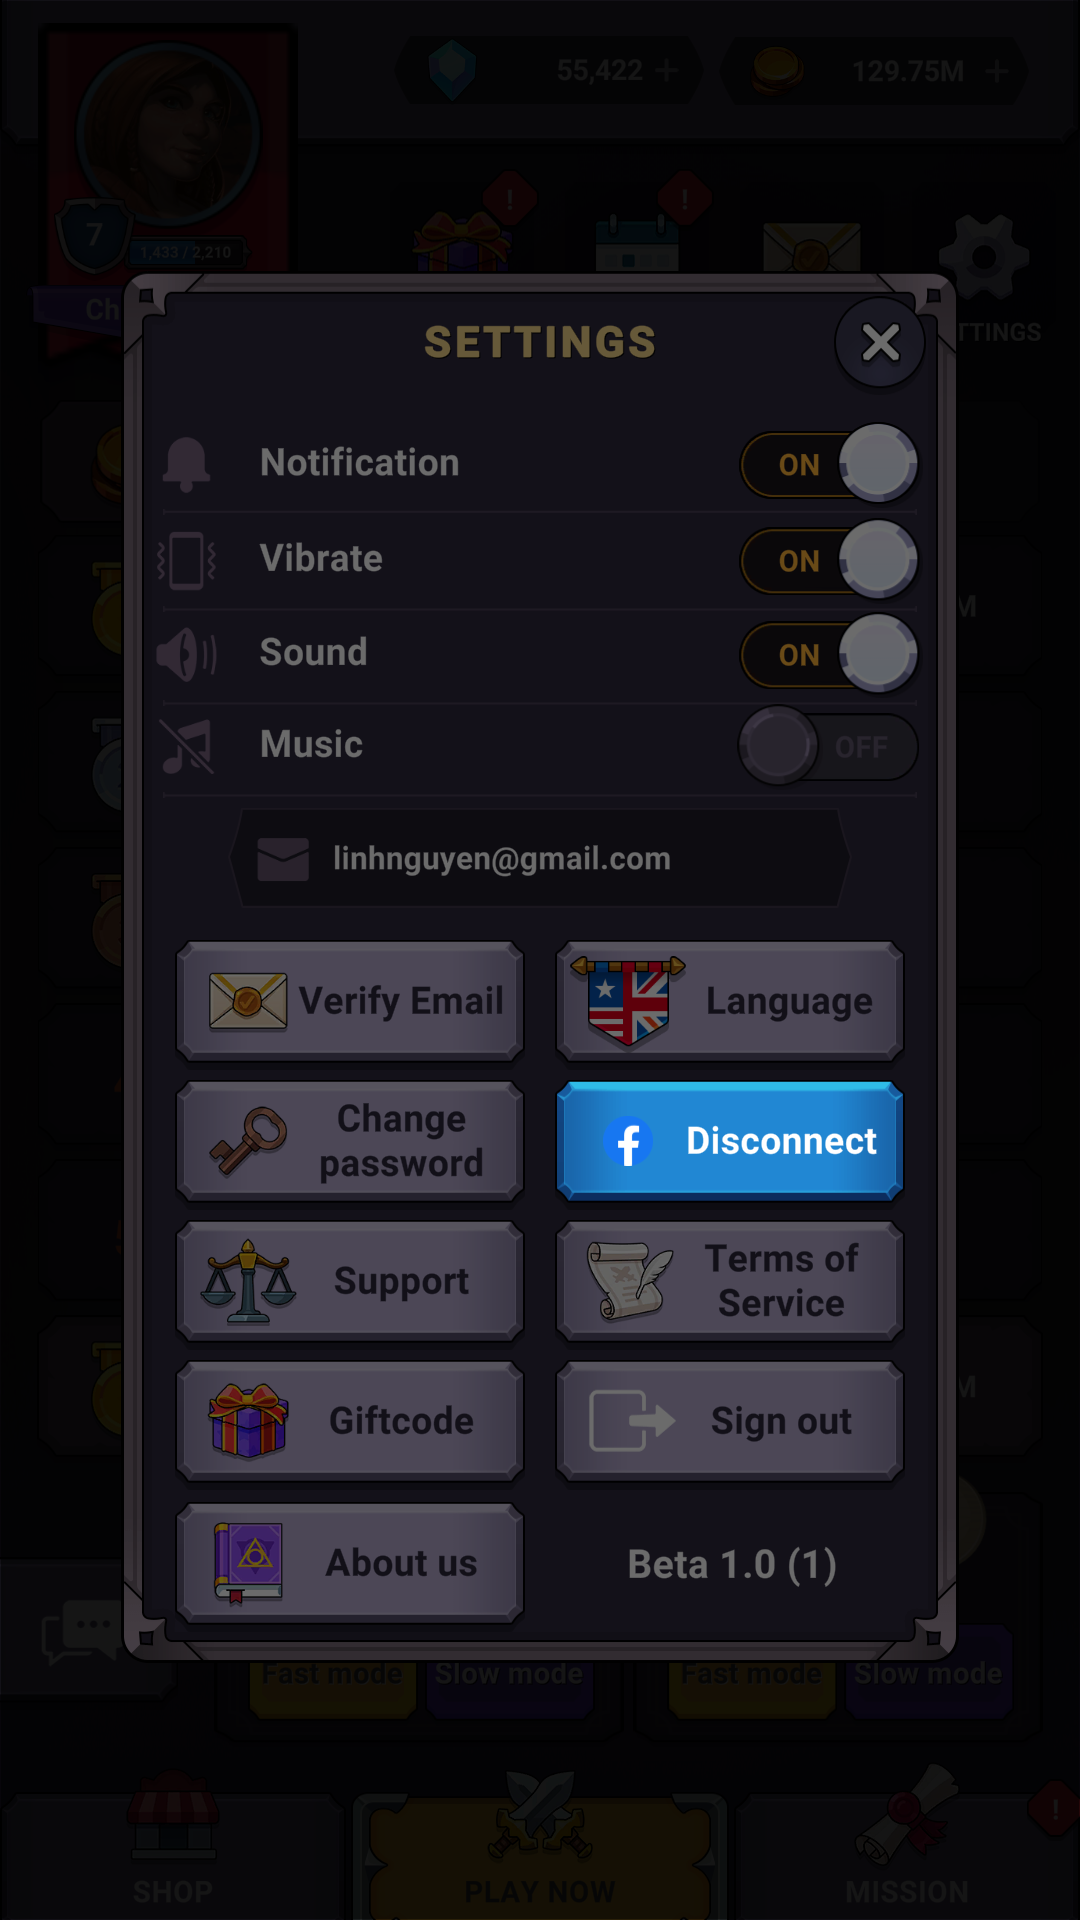 55,422 +
129.75M +
7
1,433 / 2,210
Ch
TTINGS
SETTINGS
Notification
ON
Vibrate
ON
Sound
ON
Music
OFF
linhnguyen@gmail.com
Verify Email
Language
Change
password
Disconnect
Support
Terms of
Service
Giftcode
Sign out
About us
Beta 1.0 (1)
M
M
Fast mode
Slow mode
Fast mode
Slow mode
SHOP
PLAY NOW
MISSION
!
!
!